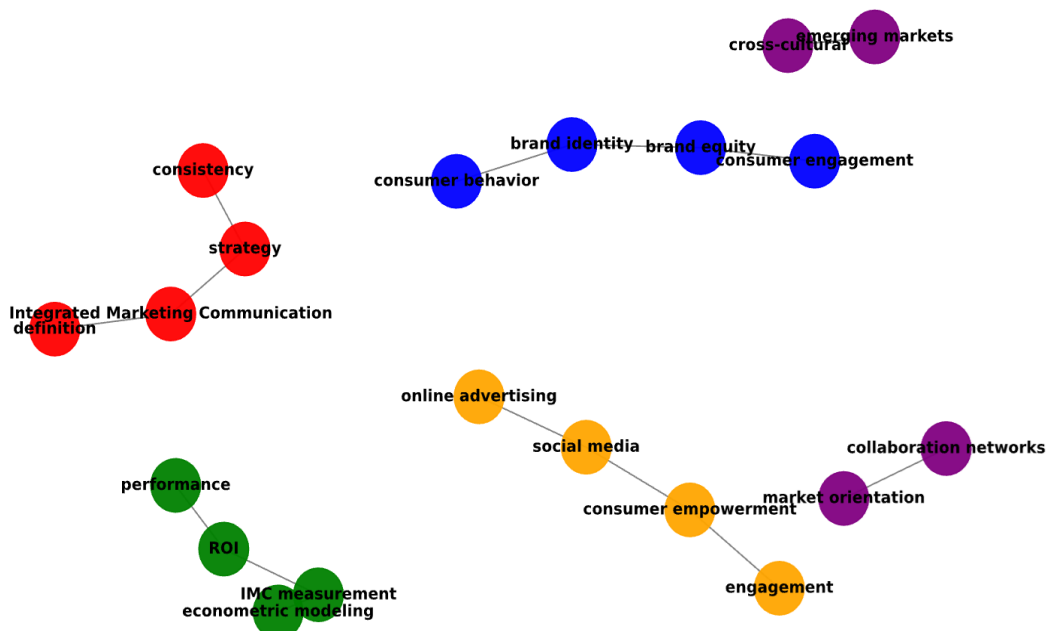 emerging markets
cross-cultural
brand identity
brand equity
consumer engagement
consistency
consumer behavior
strategy
Integrated Marketing Communication
definition
online advertising
social media
collaboration networks
performance
market orientation
consumer empowerment
ROI
engagement
IMC measurement
econometric modeling